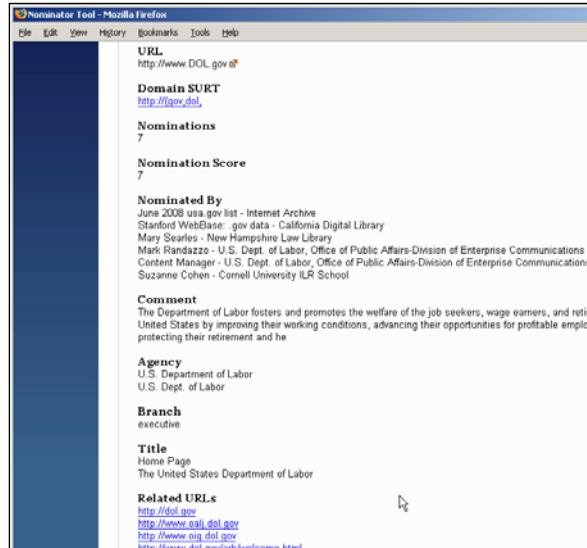 Nominator Tool - Mozilla Firefox
File Edit View History Bookmarks Tools Help
URL
http://www.DOL.gov
Domain SURT
http://(gov,dol,
Nominations
7
Nomination Score
7
Nominated By
June 2008 usa.gov list - Internet Archive
Stanford WebBase: .gov data - California Digital Library
Mary Searles - New Hampshire Law Library
Mark Randazzo - U.S. Dept. of Labor, Office of Public Affairs-Division of Enterprise Communications
Content Manager - U.S. Dept. of Labor, Office of Public Affairs-Division of Enterprise Communications
Suzanne Cohen - Cornell University ILR School
Comment
The Department of Labor fosters and promotes the welfare of the job seekers, wage earners, and reti
United States by improving their working conditions, advancing their opportunities for profitable emplo
protecting their retirement and he
Agency
U.S. Department of Labor
U.S. Dept. of Labor
Branch
executive
Title
Home Page
The United States Department of Labor
Related URLs
http://dol.gov
http://www.oalj.dol.gov
http://www.oig.dol.gov